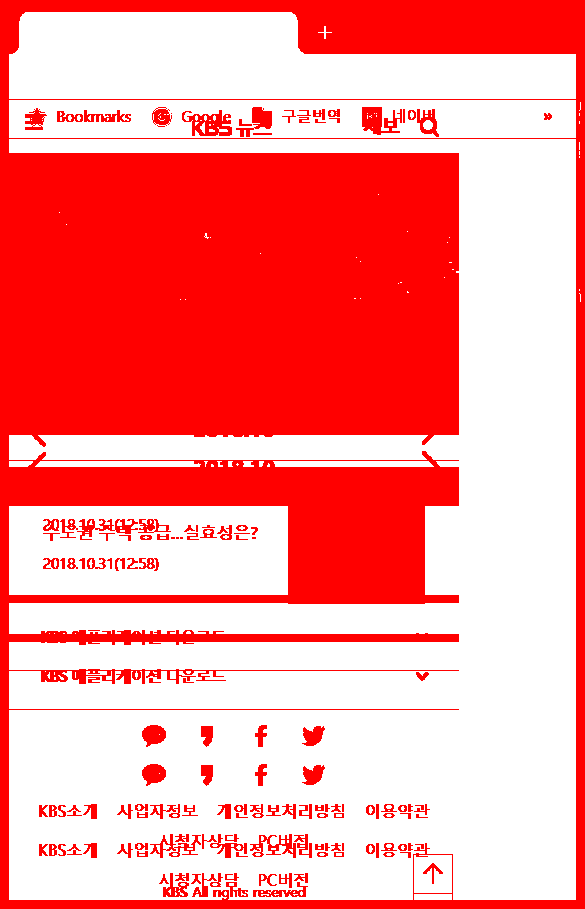 Bookmarks Google 구글번역 네이버 »
KBS 뉴스 제보
2018.10
2018.10
2018.10.31(12:58)
수도권 주택 공급...실효성은?
2018.10.31(12:58)
KBS 애플리케이션 다운로드
KBS 애플리케이션 다운로드
KBS소개 사업자정보 개인정보처리방침 이용약관
시청자상담 PC버전
KBS소개 사업자정보 개인정보처리방침 이용약관
시청자상담 PC버전
KBS All rights reserved